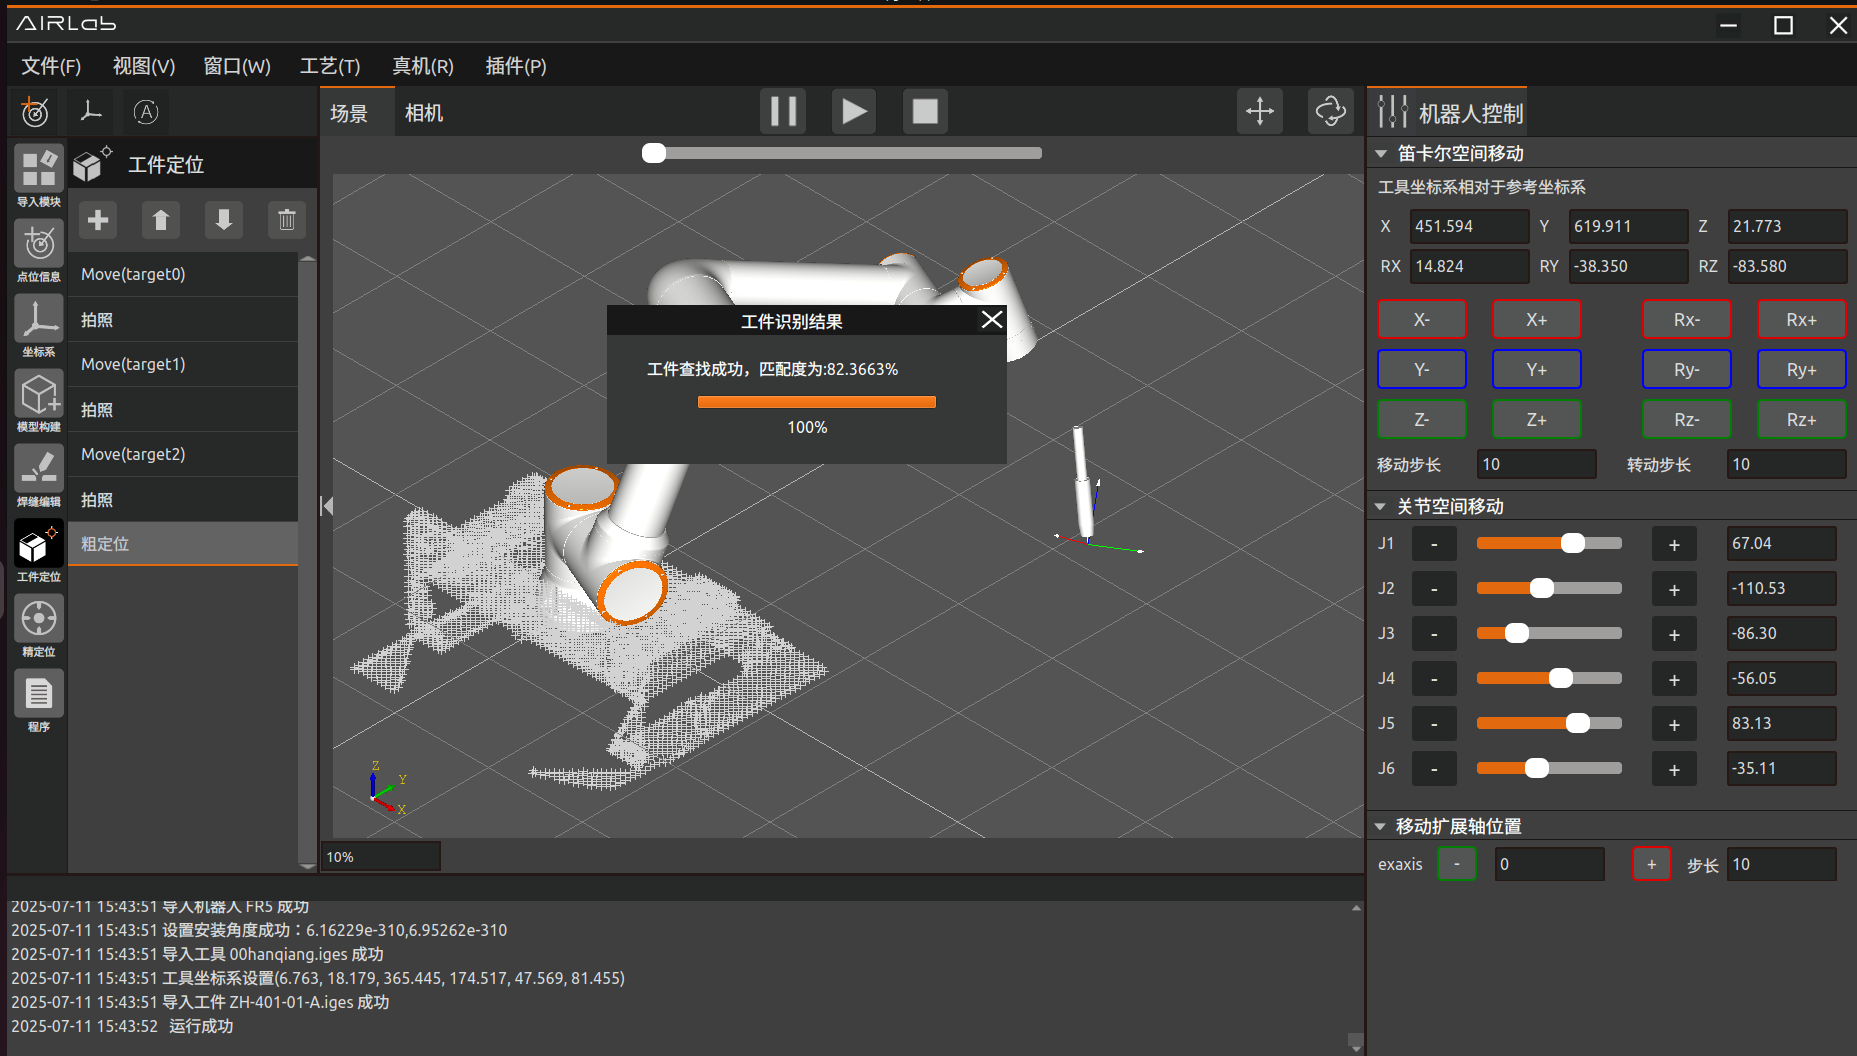 AIRLab
文件(F) 视图(V) 窗口(W) 工艺(T) 真机(R) 插件(P)
A
导入模块
点位信息
坐标系
模型构建
焊缝编辑
工件定位
精定位
程序
工件定位
Move(target0)
拍照
Move(target1)
拍照
Move(target2)
拍照
粗定位
场景 相机
工件识别结果
工件查找成功，匹配度为:82.3663%
100%
Z
Y
X
10%
机器人控制
笛卡尔空间移动
工具坐标系相对于参考坐标系
X 451.594 Y 619.911 Z 21.773
RX 14.824 RY -38.350 RZ -83.580
X- X+ Rx- Rx+
Y- Y+ Ry- Ry+
Z- Z+ Rz- Rz+
移动步长 10 转动步长 10
关节空间移动
J1 - + 67.04
J2 - + -110.53
J3 - + -86.30
J4 - + -56.05
J5 - + 83.13
J6 - + -35.11
移动扩展轴位置
exaxis - 0 + 步长 10
2025-07-11 15:43:51 导入机器人 FR5 成功
2025-07-11 15:43:51 设置安装角度成功：6.16229e-310,6.95262e-310
2025-07-11 15:43:51 导入工具 00hanqiang.iges 成功
2025-07-11 15:43:51 工具坐标系设置(6.763, 18.179, 365.445, 174.517, 47.569, 81.455)
2025-07-11 15:43:51 导入工件 ZH-401-01-A.iges 成功
2025-07-11 15:43:52 运行成功